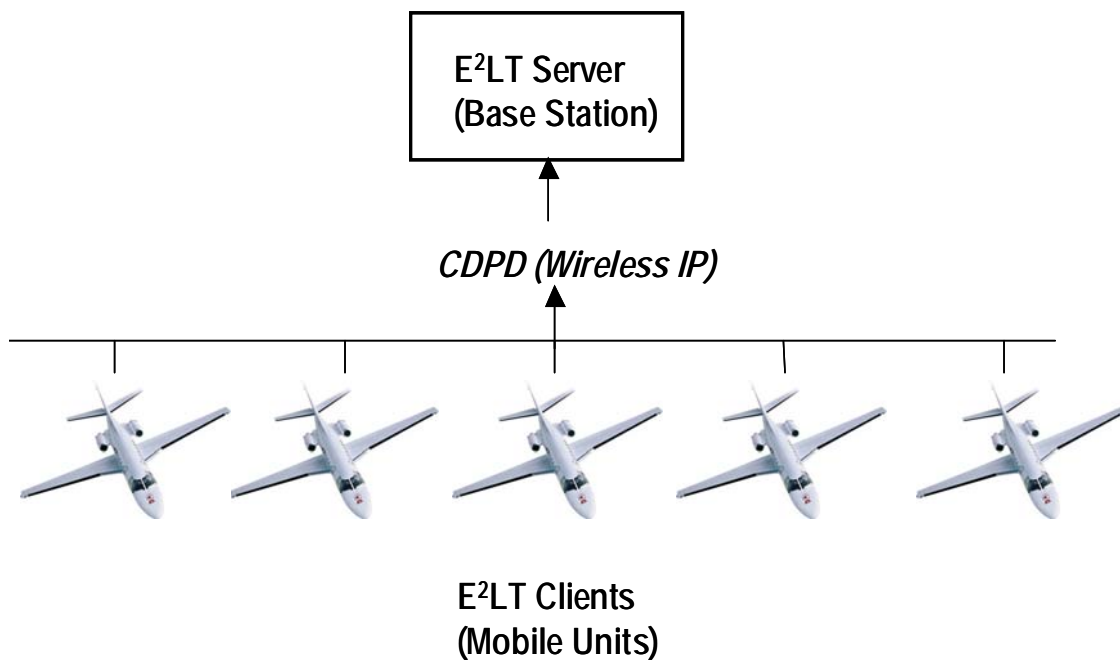 E²LT Server
(Base Station)
CDPD (Wireless IP)
E²LT Clients
(Mobile Units)